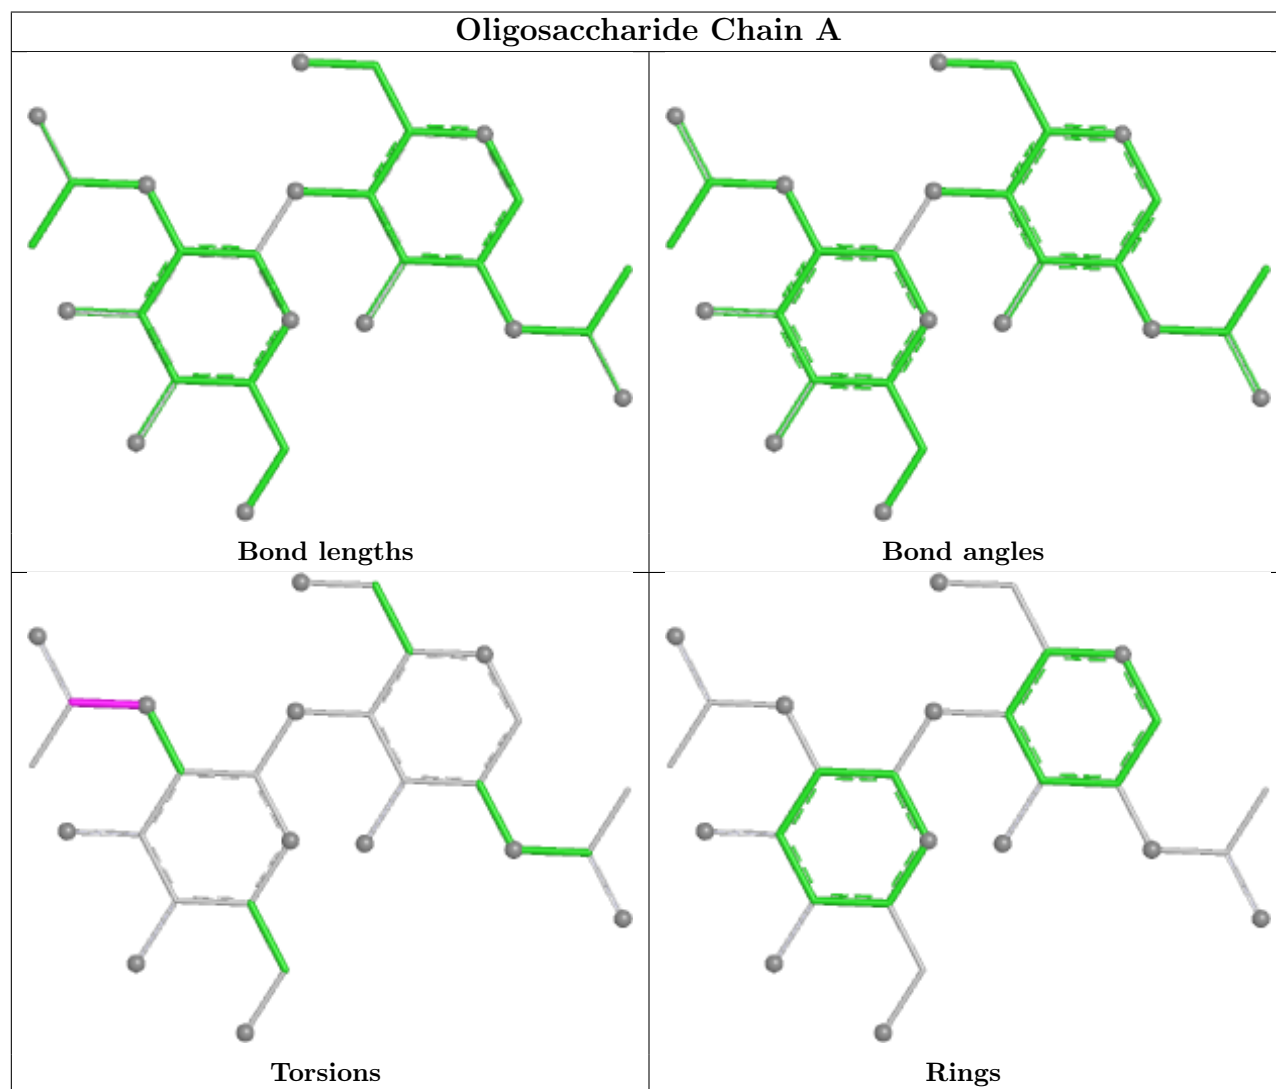 Oligosaccharide Chain A
Bond lengths
Bond angles
Torsions
Rings